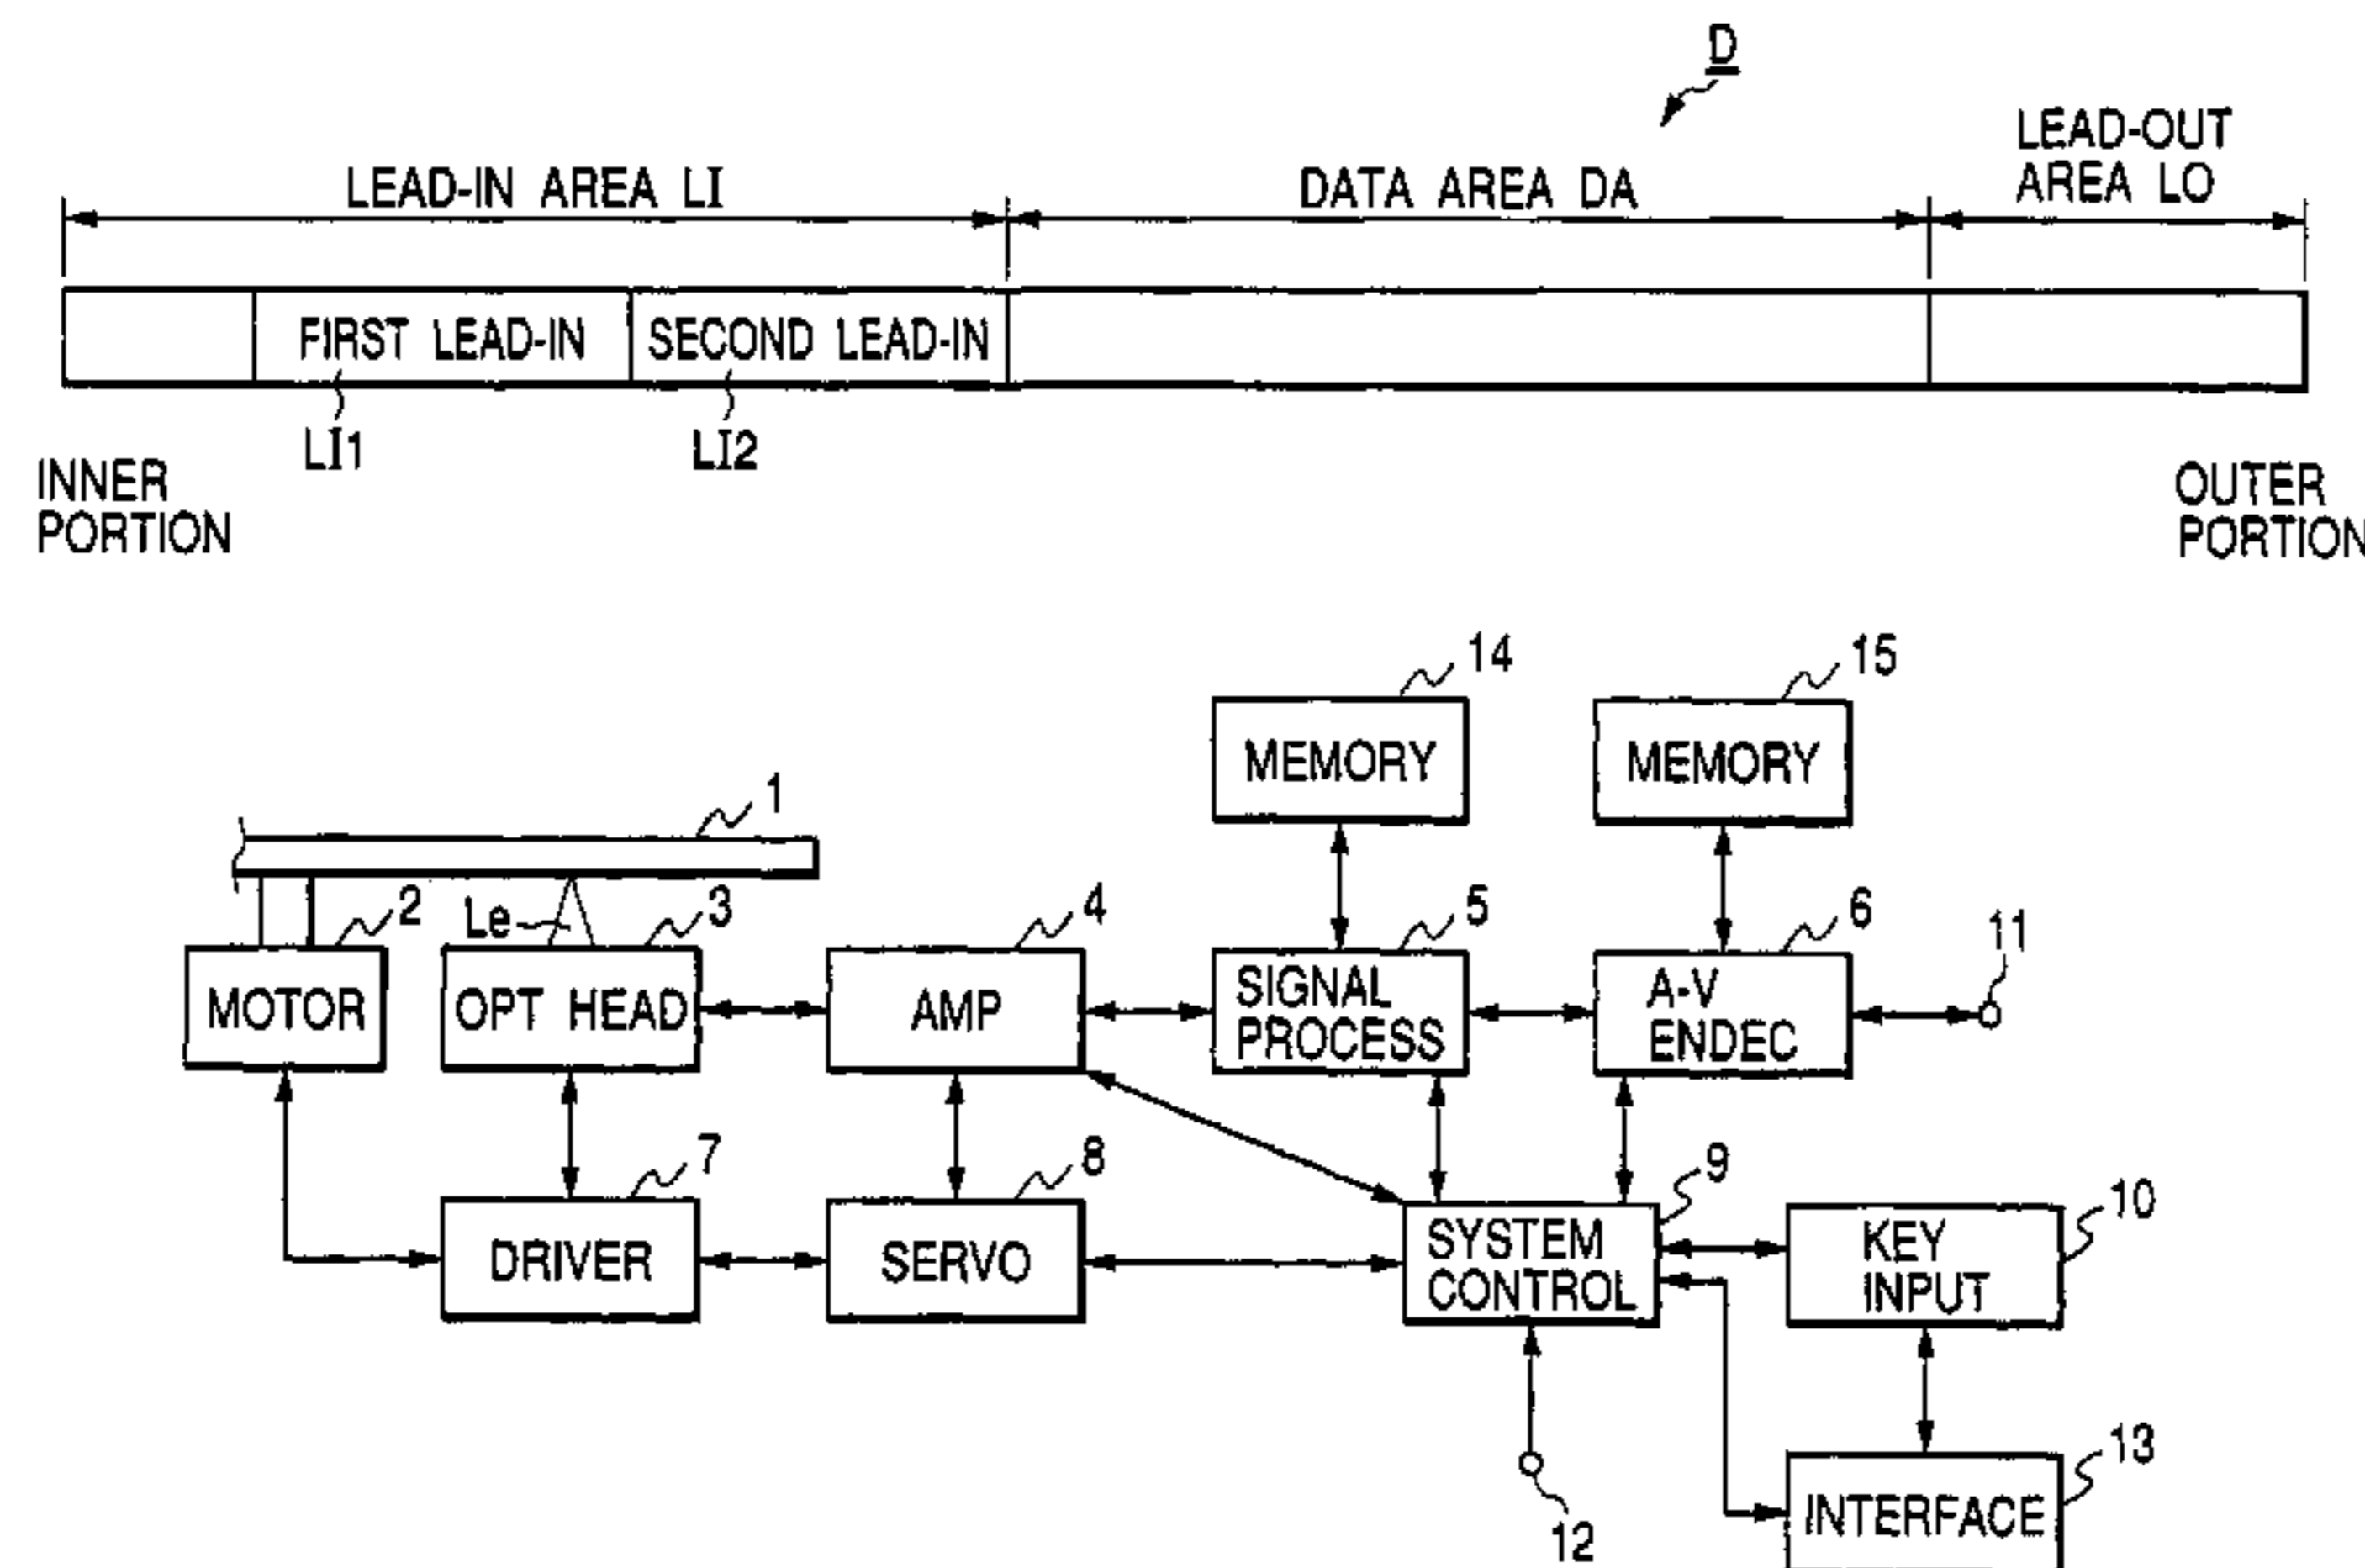 D
LEAD-IN AREA LI
DATA AREA DA
LEAD-OUT
AREA LO
FIRST LEAD-IN
SECOND LEAD-IN
LI1
LI2
INNER
PORTION
OUTER
PORTION
14
15
MEMORY
MEMORY
1
2
Le
3
4
5
6
11
MOTOR
OPT HEAD
AMP
SIGNAL
PROCESS
A-V
ENDEC
7
8
9
10
DRIVER
SERVO
SYSTEM
CONTROL
KEY
INPUT
12
13
INTERFACE